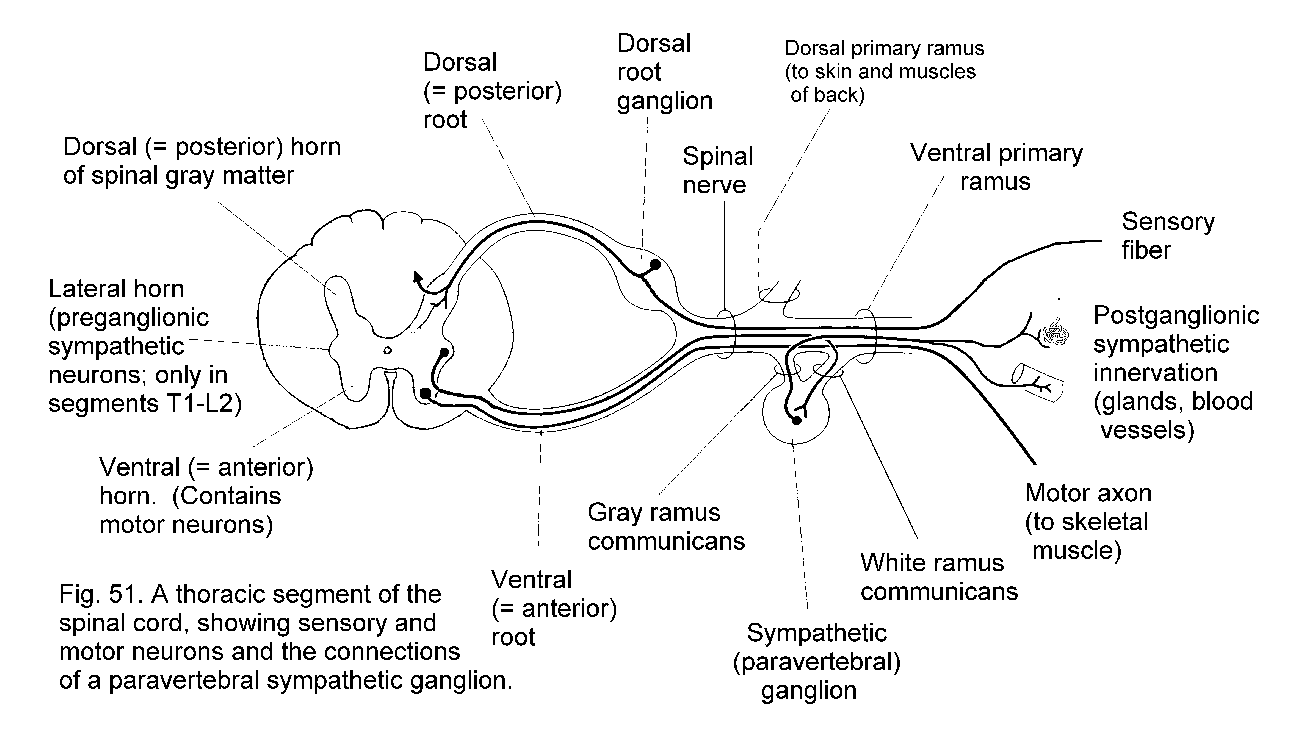 Dorsal
(= posterior)
root
Dorsal
root
ganglion
Dorsal primary ramus
(to skin and muscles
of back)
Dorsal (= posterior) horn
of spinal gray matter
Spinal
nerve
Ventral primary
ramus
Sensory
fiber
Lateral horn
(preganglionic
sympathetic
neurons; only in
segments T1-L2)
Postganglionic
sympathetic
innervation
(glands, blood
vessels)
Ventral (= anterior)
horn. (Contains
motor neurons)
Gray ramus
communicans
Motor axon
(to skeletal
muscle)
White ramus
communicans
Ventral
(= anterior)
root
Sympathetic
(paravertebral)
ganglion
Fig. 51. A thoracic segment of the
spinal cord, showing sensory and
motor neurons and the connections
of a paravertebral sympathetic ganglion.